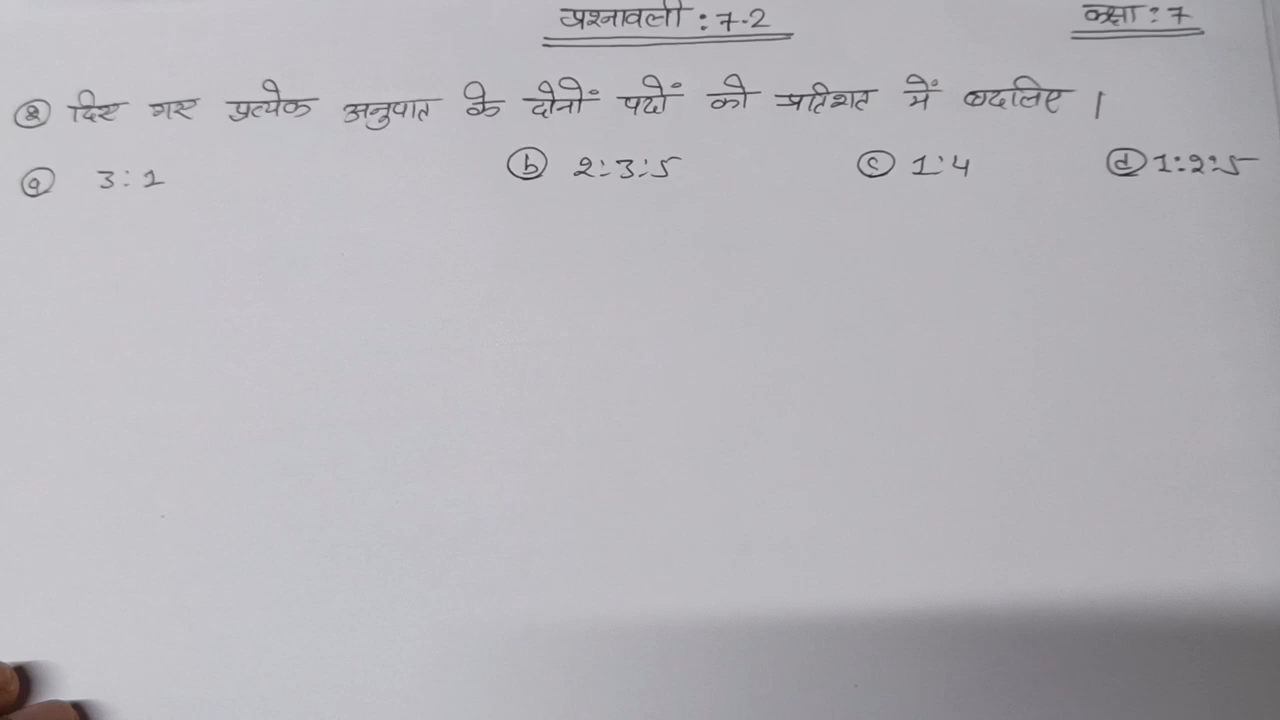 प्रश्नावली : 7.2
कक्षा : 7
⑧ दिए गए प्रत्येक अनुपात के दोनों पदों को प्रतिशत में बदलिए ।
ⓐ 3:1 ⓑ 2:3:5 ⓒ 1:4 ⓓ 1:2:5